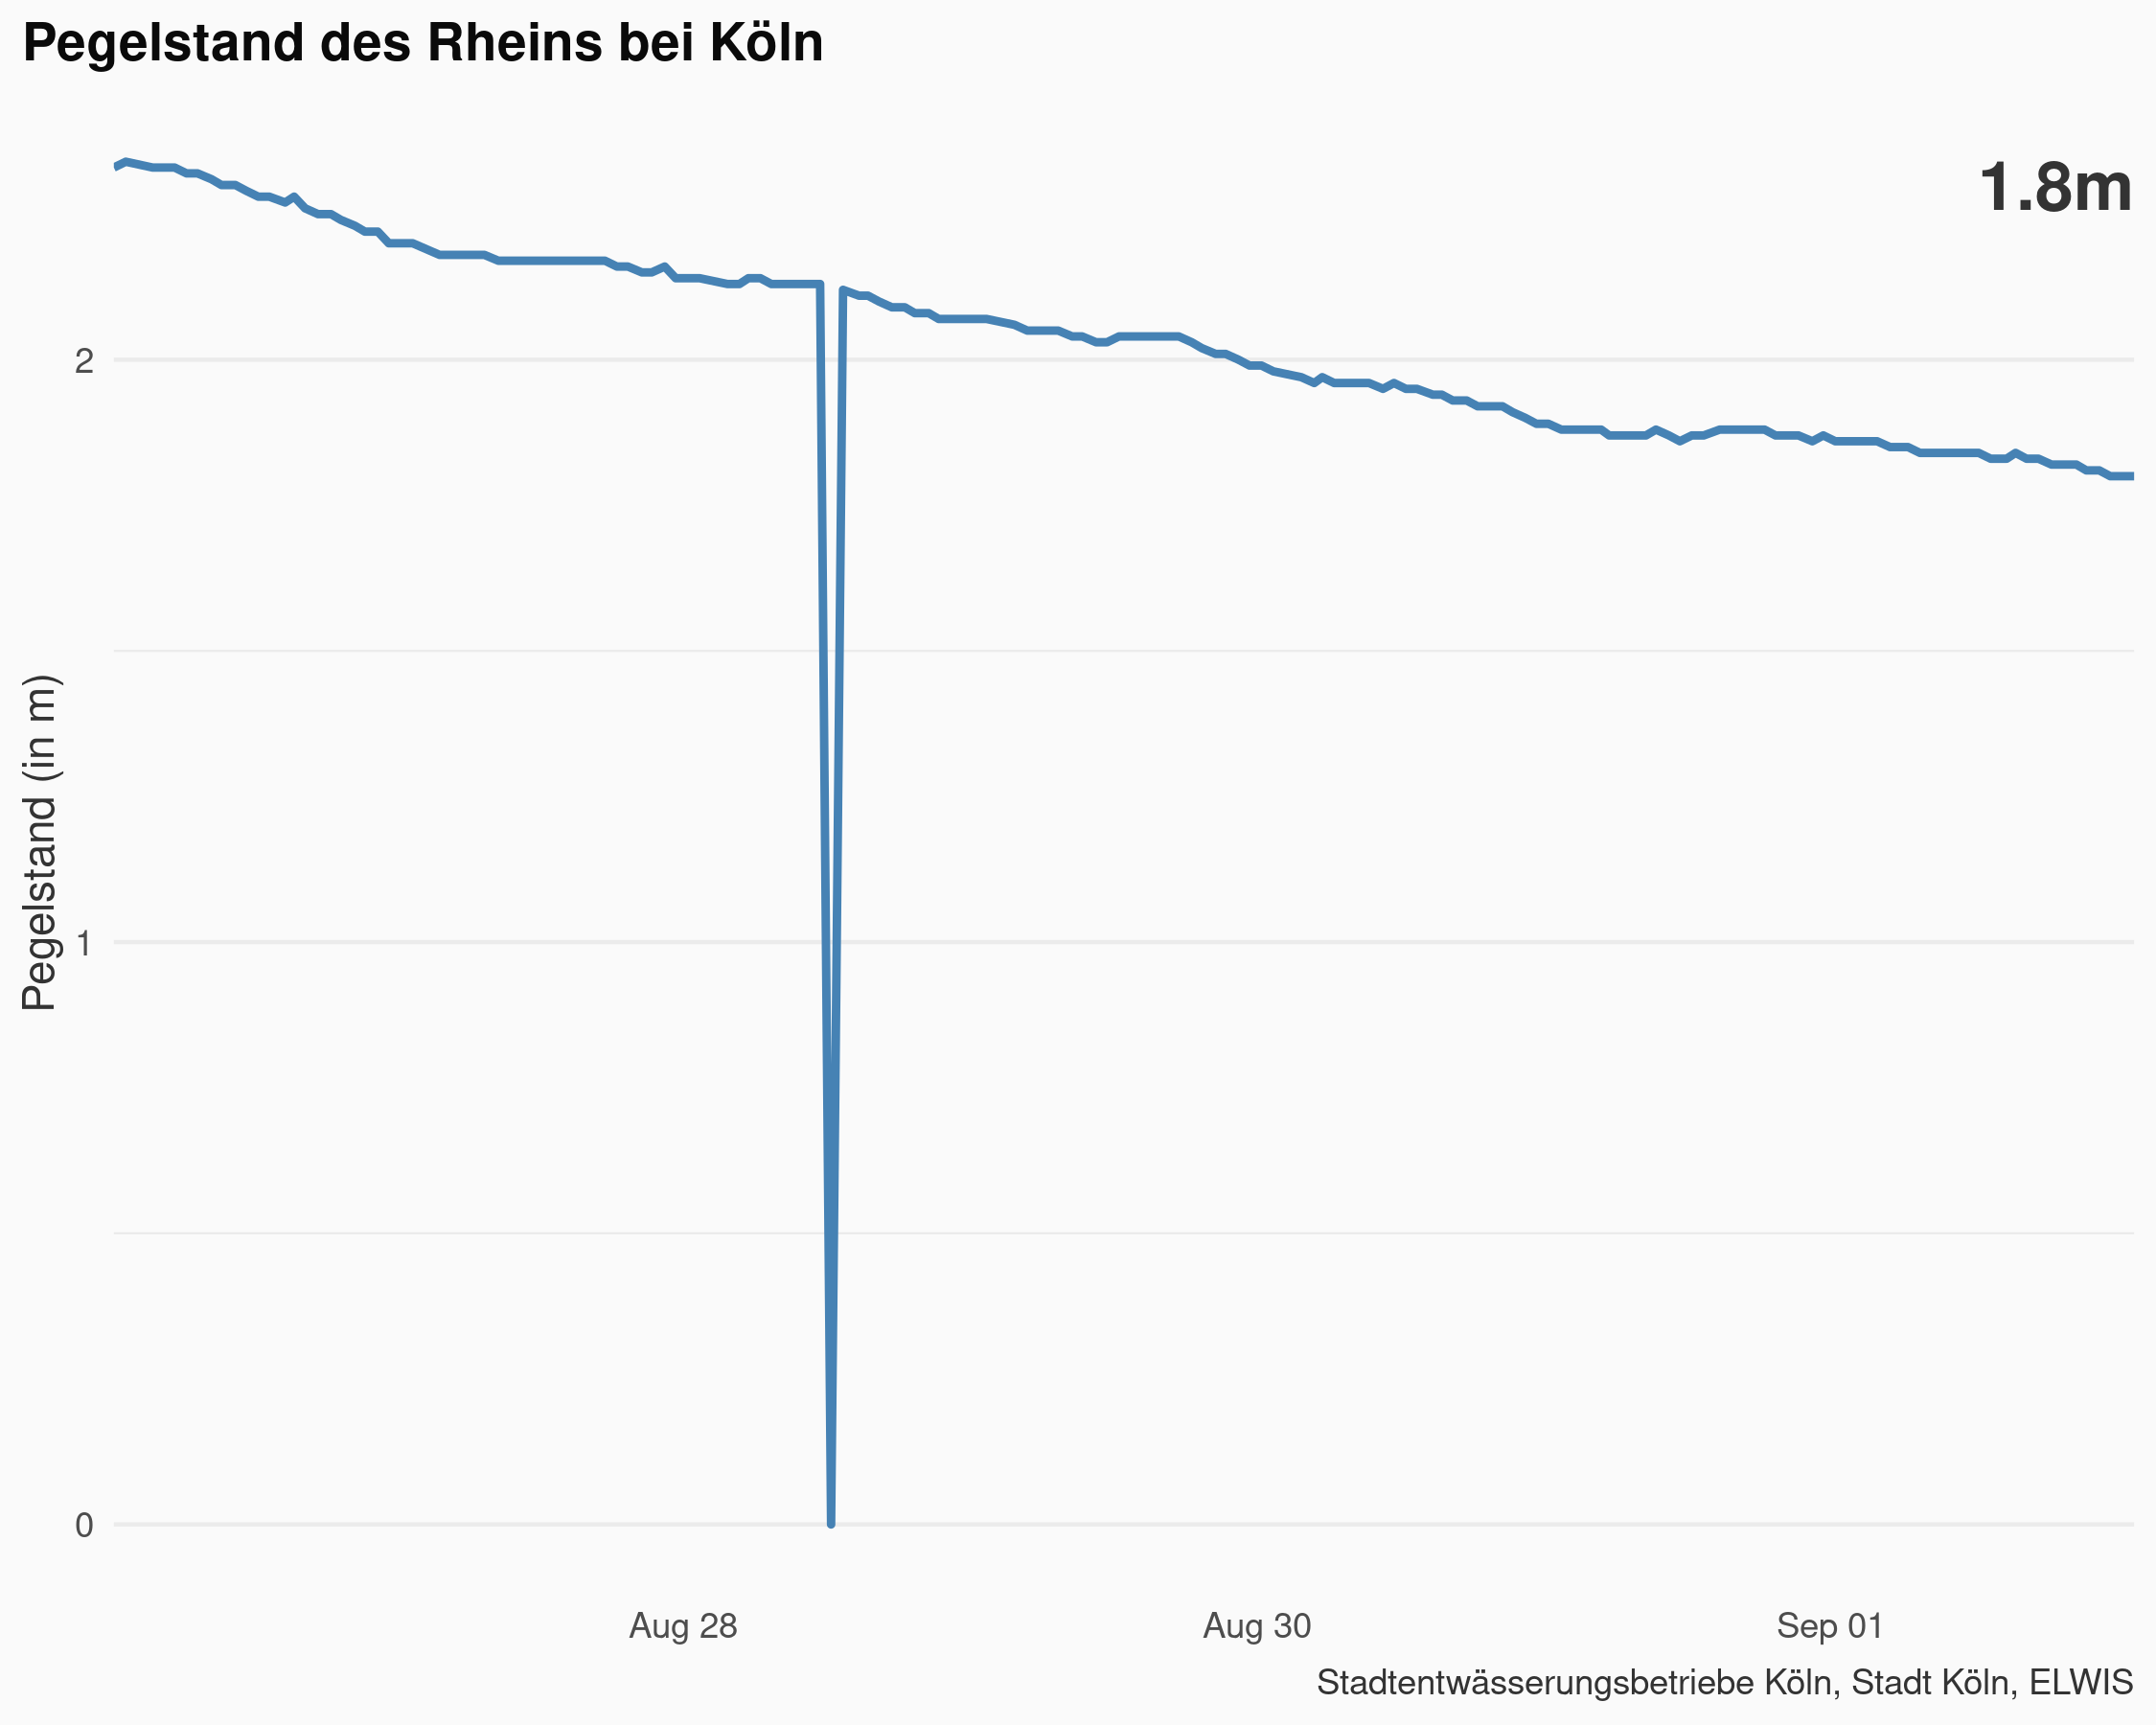 Pegelstand des Rheins bei Köln
1.8m
Pegelstand (in m)
2
1
0
Aug 28
Aug 30
Sep 01
Stadtentwässerungsbetriebe Köln, Stadt Köln, ELWIS